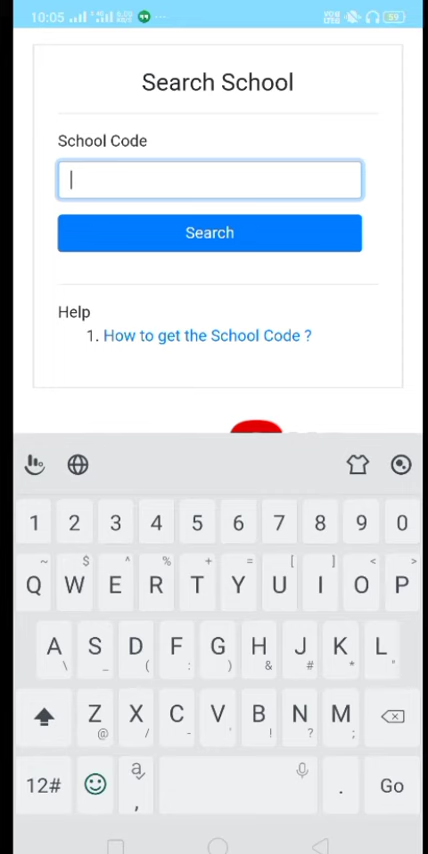 10:05
59
Search School
School Code
Search
Help
1. How to get the School Code ?
1 2 3 4 5 6 7 8 9 0
~ $ ^ % + = [ ] < >
Q W E R T Y U I O P
A S D F G H J K L
\ _ ( : ) & # * "
Z X C V B N M
@ / - ' ! ? ;
12# a , . Go